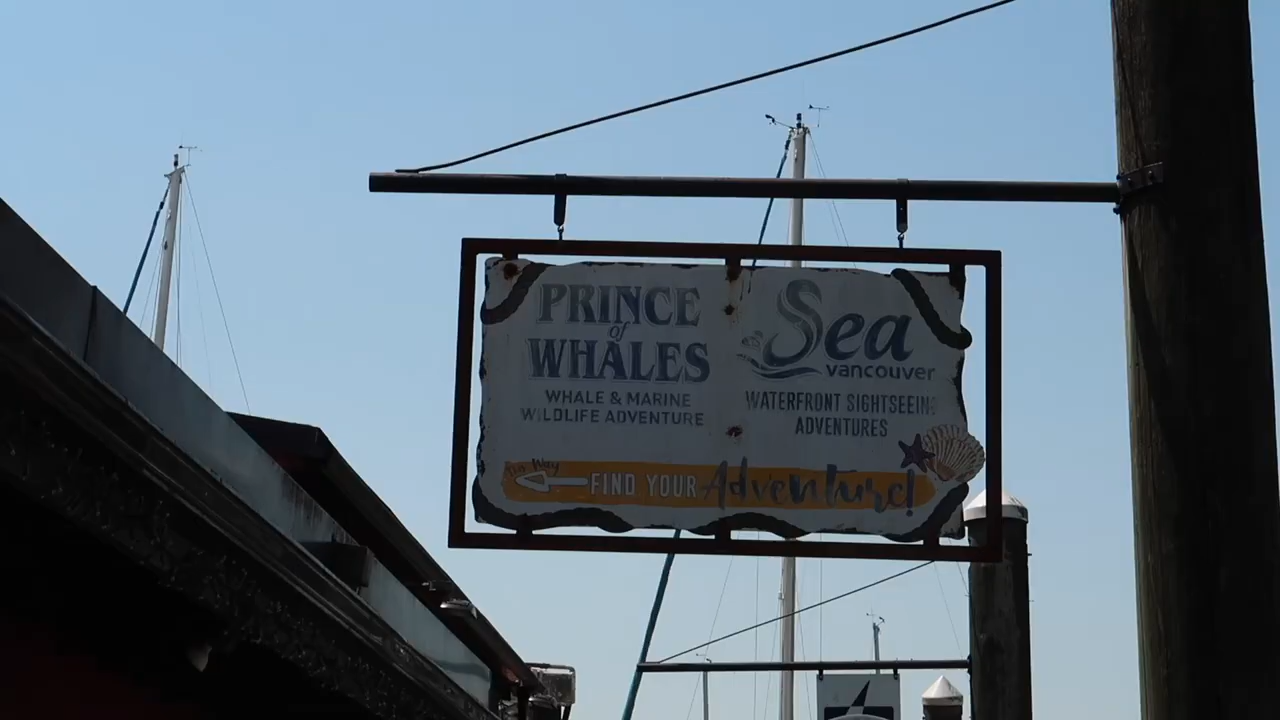 PRINCE
of
WHALES
WHALE & MARINE
WILDLIFE ADVENTURE
Sea
vancouver
WATERFRONT SIGHTSEEING
ADVENTURES
This Way
FIND YOUR Adventure!